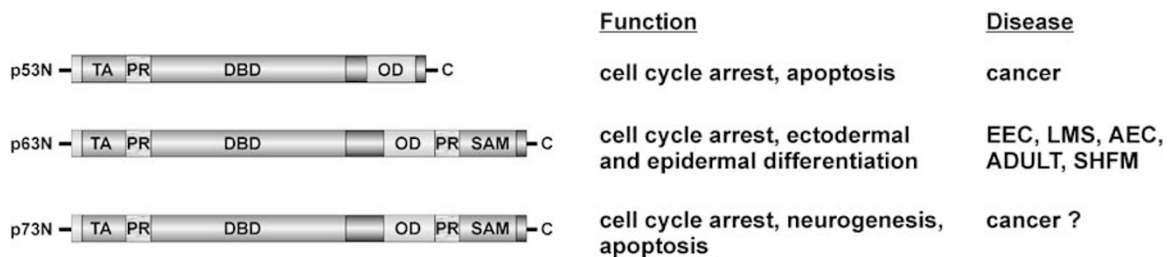 Function Disease
p53N TA PR DBD OD C cell cycle arrest, apoptosis cancer
p63N TA PR DBD OD PR SAM C cell cycle arrest, ectodermal EEC, LMS, AEC,
and epidermal differentiation ADULT, SHFM
p73N TA PR DBD OD PR SAM C cell cycle arrest, neurogenesis, cancer ?
apoptosis